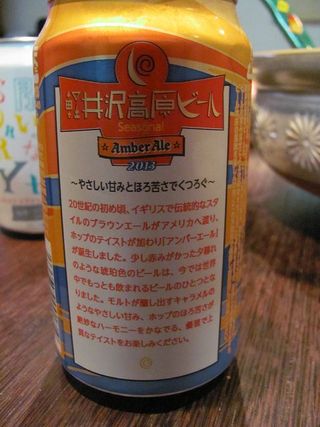 軽井沢高原ビール
Seasonal
Amber Ale
2013
～やさしい甘みとほろ苦さでくつろぐ～
20世紀の初め頃、イギリスで伝統的なスタ
イルのブラウンエールがアメリカへ渡り、
ホップのテイストが加わり「アンバーエール」
が誕生しました。少し赤みがかった夕暮れ
のような琥珀色のビールは、今では世界
中でもっとも飲まれるビールのひとつとな
りました。モルトが醸し出すキャラメルの
ようなやさしい甘み、ホップのほろ苦さが
絶妙なハーモニーをかなでる、優雅で上
質なテイストをお楽しみください。